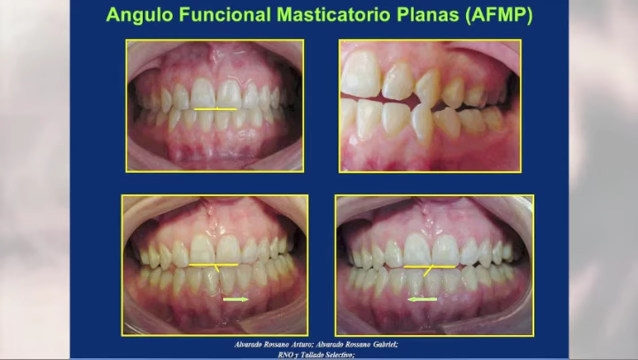 Angulo Funcional Masticatorio Planas (AFMP)
Alvarado Rossano Arturo; Alvarado Rossano Gabriel;
RNO y Tallado Selectivo;